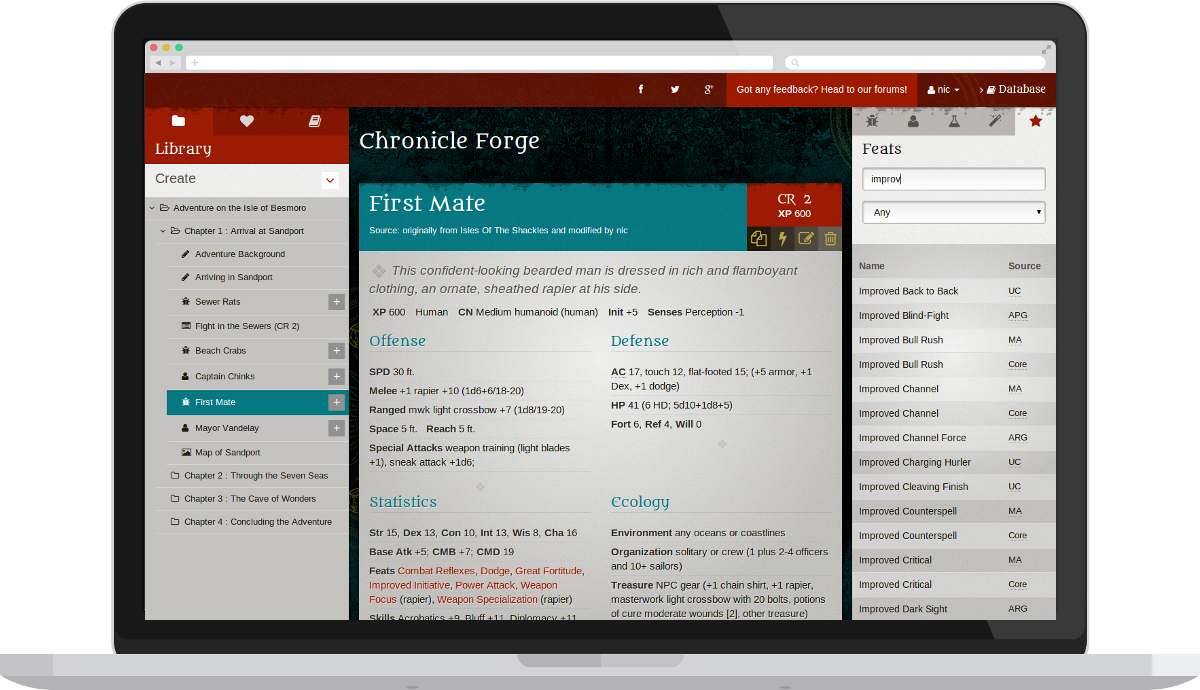 Got any feedback? Head to our forums!
nic
Database
Library
Create
Adventure on the Isle of Besmoro
Chapter 1 : Arrival at Sandport
Adventure Background
Arriving in Sandport
Sewer Rats
Fight in the Sewers (CR 2)
Beach Crabs
Captain Chinks
First Mate
Mayor Vandelay
Map of Sandport
Chapter 2 : Through the Seven Seas
Chapter 3 : The Cave of Wonders
Chapter 4 : Concluding the Adventure
Chronicle Forge
First Mate
Source: originally from Isles Of The Shackles and modified by nic
CR 2
XP 600
This confident-looking bearded man is dressed in rich and flamboyant
clothing, an ornate, sheathed rapier at his side.
XP 600 Human CN Medium humanoid (human) Init +5 Senses Perception -1
Offense
SPD 30 ft.
Melee +1 rapier +10 (1d6+6/18-20)
Ranged mwk light crossbow +7 (1d8/19-20)
Space 5 ft. Reach 5 ft.
Special Attacks weapon training (light blades
+1), sneak attack +1d6;
Defense
AC 17, touch 12, flat-footed 15; (+5 armor, +1
Dex, +1 dodge)
HP 41 (6 HD; 5d10+1d8+5)
Fort 6, Ref 4, Will 0
Statistics
Str 15, Dex 13, Con 10, Int 13, Wis 8, Cha 16
Base Atk +5; CMB +7; CMD 19
Feats Combat Reflexes, Dodge, Great Fortitude,
Improved Initiative, Power Attack, Weapon
Focus (rapier), Weapon Specialization (rapier)
Skills Acrobatics +9, Bluff +11, Diplomacy +11
Ecology
Environment any oceans or coastlines
Organization solitary or crew (1 plus 2-4 officers
and 10+ sailors)
Treasure NPC gear (+1 chain shirt, +1 rapier,
masterwork light crossbow with 20 bolts, potions
of cure moderate wounds [2], other treasure)
Feats
improv
Any
Name Source
Improved Back to Back UC
Improved Blind-Fight APG
Improved Bull Rush MA
Improved Bull Rush Core
Improved Channel MA
Improved Channel Core
Improved Channel Force ARG
Improved Charging Hurler UC
Improved Cleaving Finish UC
Improved Counterspell MA
Improved Counterspell Core
Improved Critical MA
Improved Critical Core
Improved Dark Sight ARG